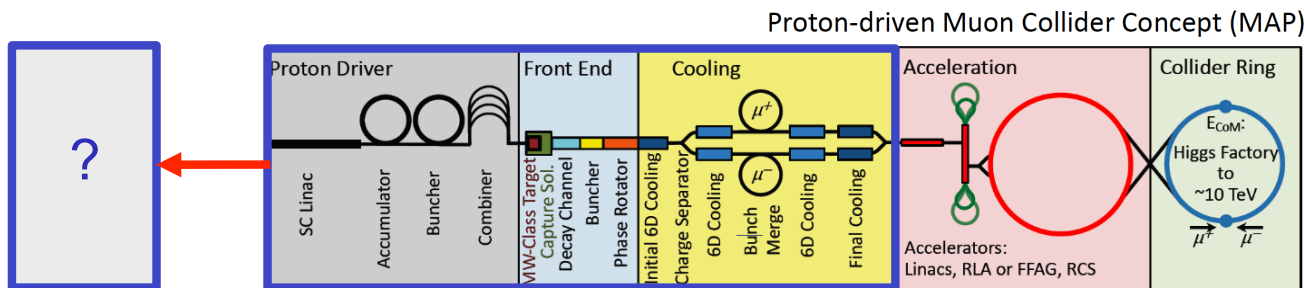 Proton-driven Muon Collider Concept (MAP)
?
Proton Driver
SC Linac
Accumulator
Buncher
Combiner
Front End
MW-Class Target
Capture Sol.
Decay Channel
Buncher
Phase Rotator
Cooling
Initial 6D Cooling
Charge Separator
6D Cooling
μ+
μ−
Bunch
Merge
6D Cooling
Final Cooling
Acceleration
Accelerators:
Linacs, RLA or FFAG, RCS
Collider Ring
ECoM:
Higgs Factory
to
~10 TeV
μ+ μ−